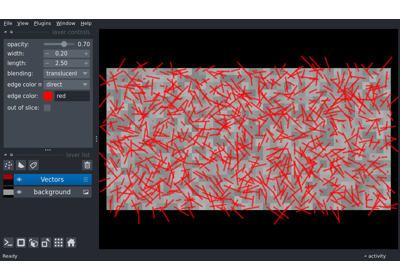 File View Plugins Window Help
layer controls
opacity: 0.70
width: 0.20
length: 2.50
blending: translucent
edge color m direct
edge color: red
out of slice:
layer list
Vectors
background
Ready
activity